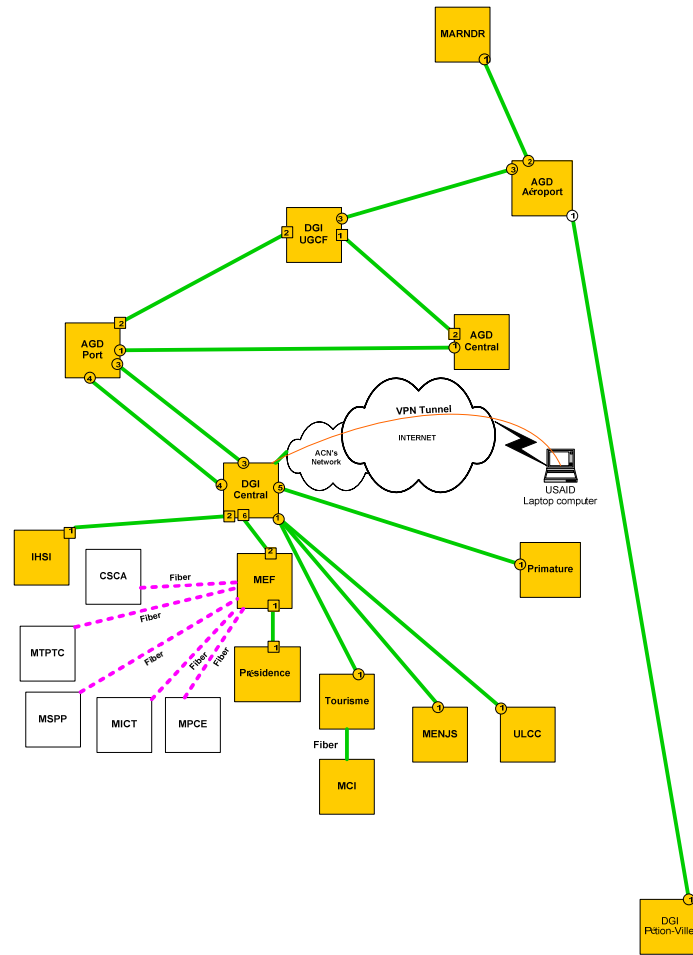 MARNDR
1
2
3
AGD
Aéroport
1
3
DGI
UGCF
2
1
2
AGD
Port
1
3
4
2
AGD
Central
1
VPN Tunnel
INTERNET
ACN's
Network
USAID
Laptop computer
3
DGI
Central
4
5
2
6
1
1
IHSI
2
MEF
1
CSCA
Fiber
MTPTC
Fiber
Fiber
Fiber
Fiber
MSPP
MICT
MPCE
1
Présidence
1
Primature
1
Tourisme
Fiber
MCI
1
MENJS
1
ULCC
1
DGI
Pétion-Ville